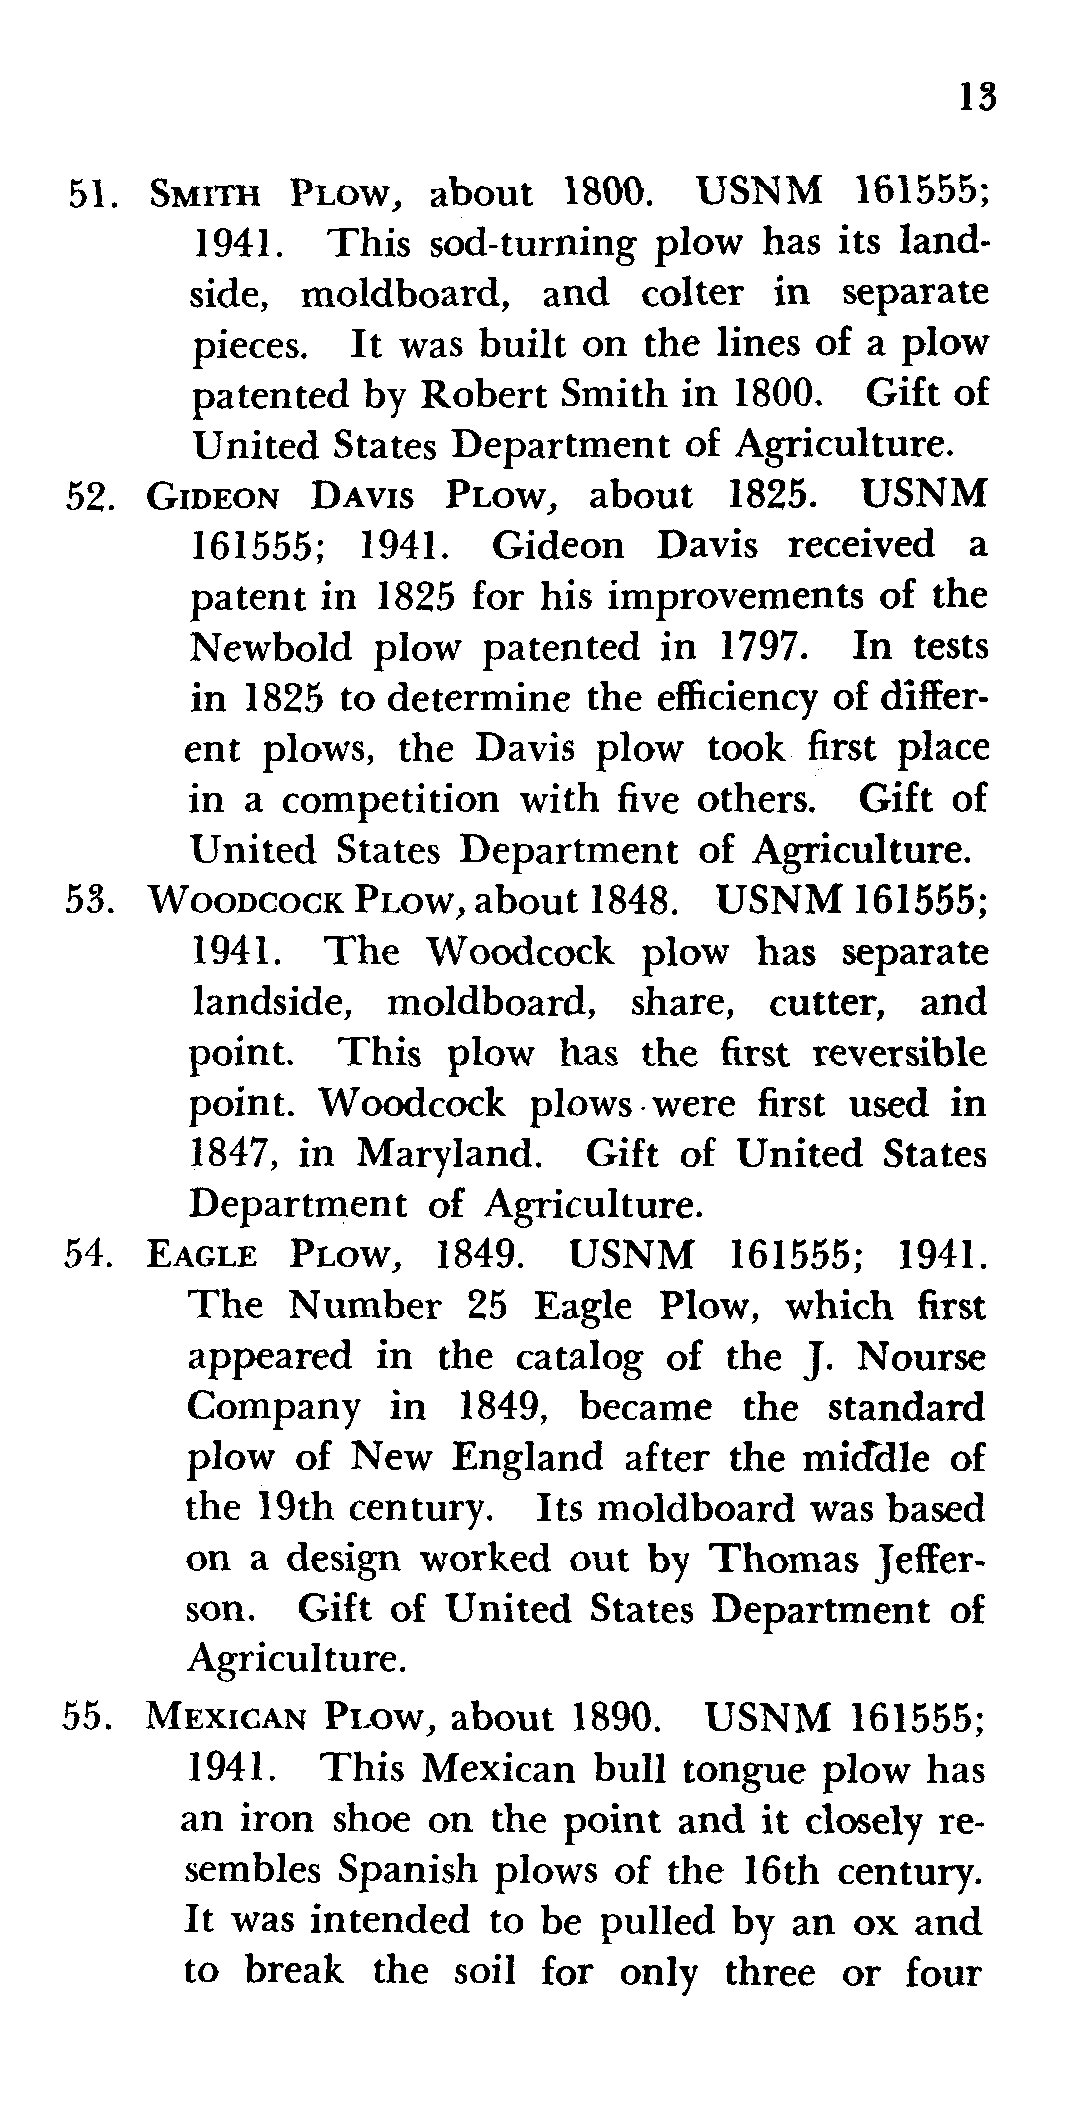 13
51. SMITH PLOW, about 1800. USNM 161555;
1941. This sod-turning plow has its land-
side, moldboard, and colter in separate
pieces. It was built on the lines of a plow
patented by Robert Smith in 1800. Gift of
United States Department of Agriculture.
52. GIDEON DAVIS PLOW, about 1825. USNM
161555; 1941. Gideon Davis received a
patent in 1825 for his improvements of the
Newbold plow patented in 1797. In tests
in 1825 to determine the efficiency of differ-
ent plows, the Davis plow took first place
in a competition with five others. Gift of
United States Department of Agriculture.
53. WOODCOCK PLOW, about 1848. USNM 161555;
1941. The Woodcock plow has separate
landside, moldboard, share, cutter, and
point. This plow has the first reversible
point. Woodcock plows were first used in
1847, in Maryland. Gift of United States
Department of Agriculture.
54. EAGLE PLOW, 1849. USNM 161555; 1941.
The Number 25 Eagle Plow, which first
appeared in the catalog of the J. Nourse
Company in 1849, became the standard
plow of New England after the middle of
the 19th century. Its moldboard was based
on a design worked out by Thomas Jeffer-
son. Gift of United States Department of
Agriculture.
55. MEXICAN PLOW, about 1890. USNM 161555;
1941. This Mexican bull tongue plow has
an iron shoe on the point and it closely re-
sembles Spanish plows of the 16th century.
It was intended to be pulled by an ox and
to break the soil for only three or four